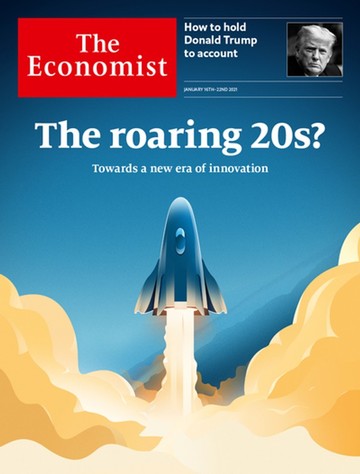 The
Economist
How to hold
Donald Trump
to account
JANUARY 16TH–22ND 2021
The roaring 20s?
Towards a new era of innovation